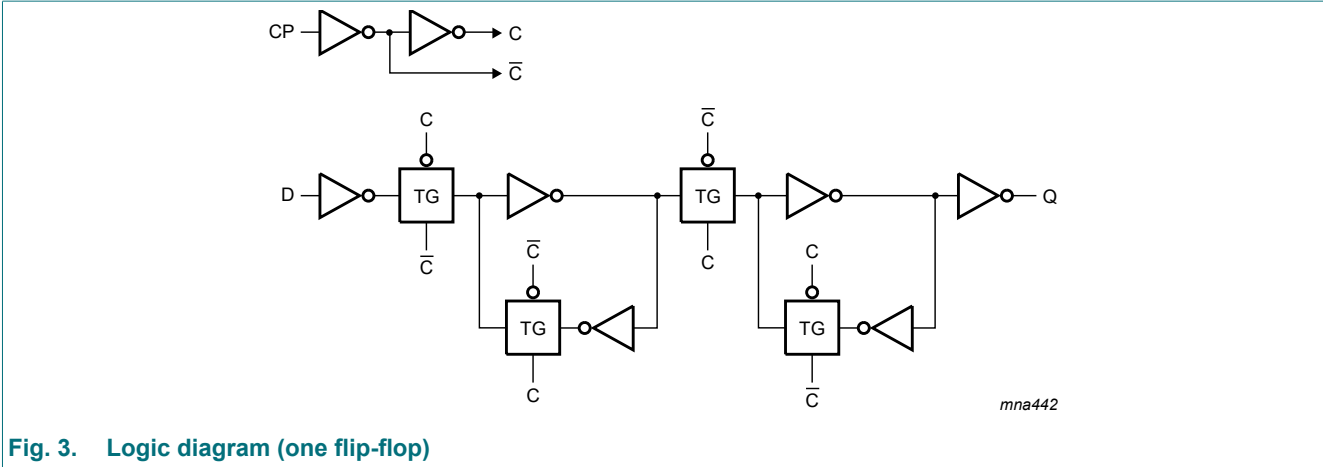 CP
C
C̅
C
C̅
D
TG
TG
Q
C̅
C̅
C
C
TG
TG
C
C̅
mna442
Fig. 3. Logic diagram (one flip-flop)